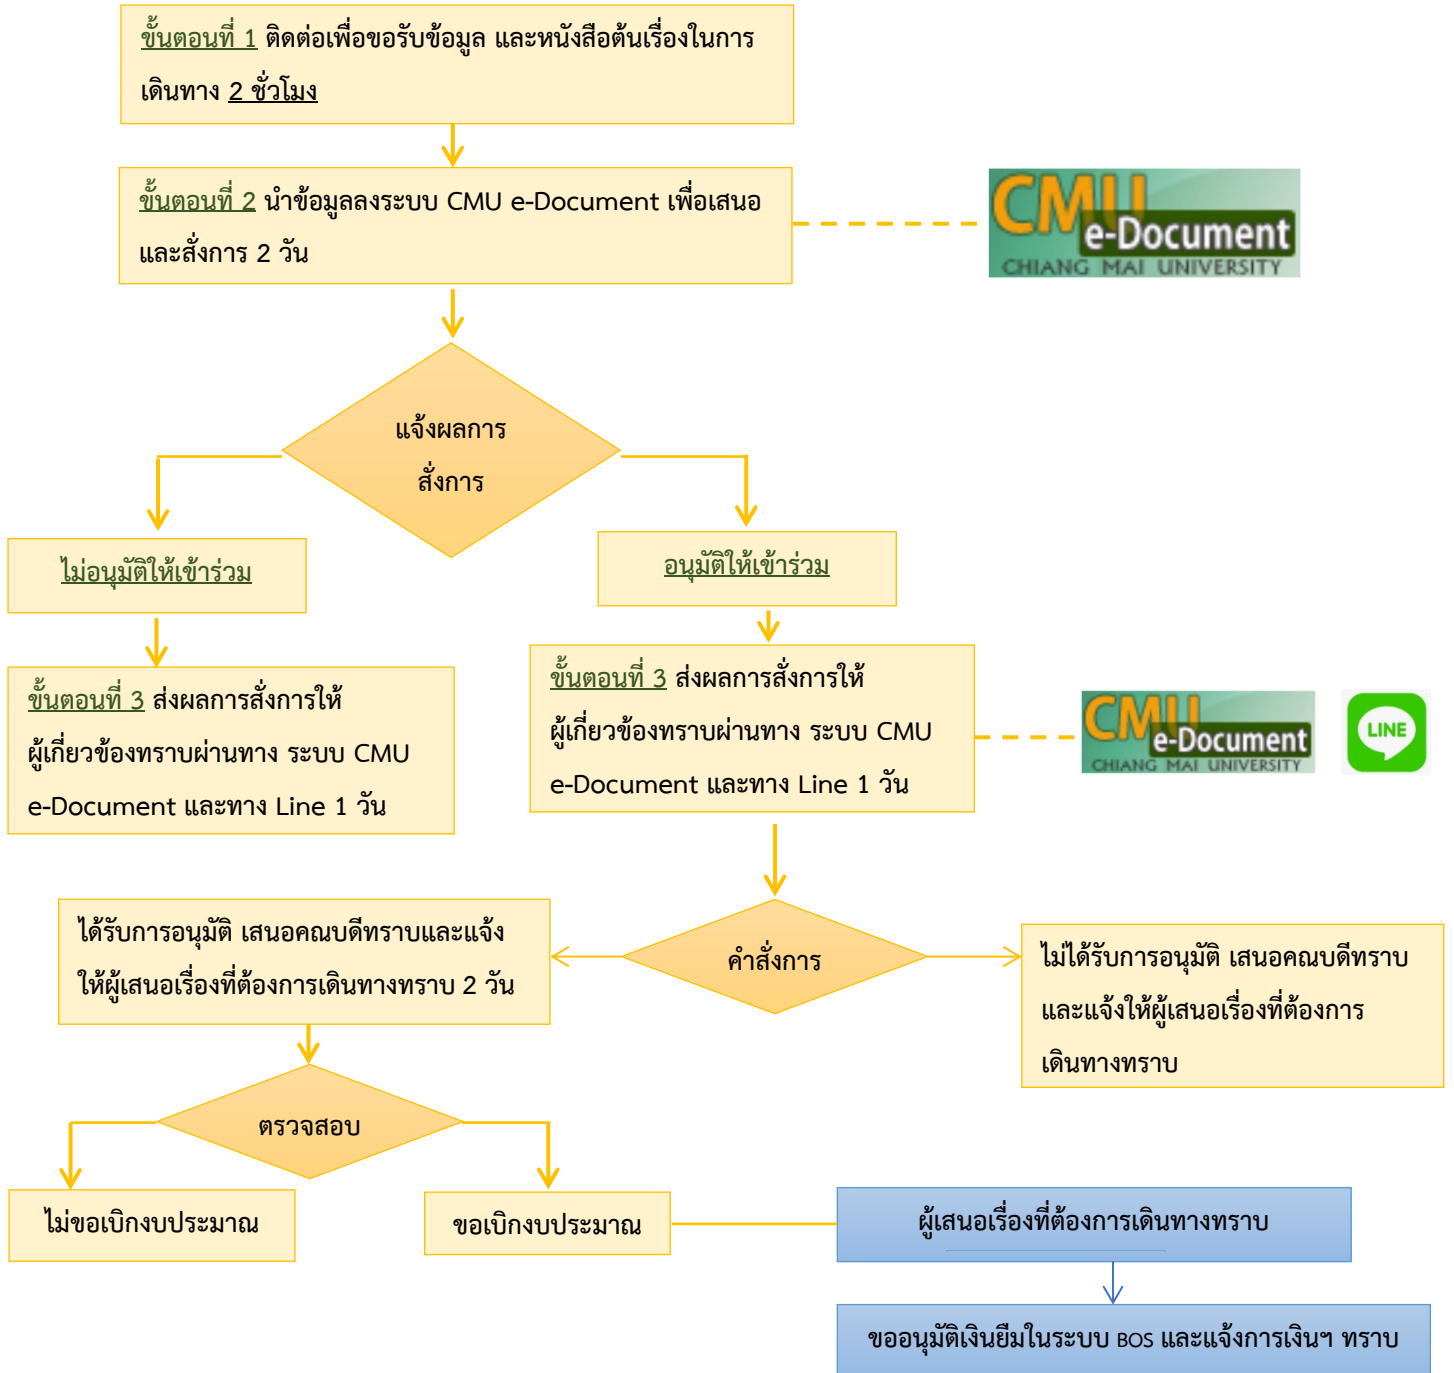 ขั้นตอนที่ 1 ติดต่อเพื่อขอรับข้อมูล และหนังสือต้นเรื่องในการ
เดินทาง 2 ชั่วโมง
ขั้นตอนที่ 2 นำข้อมูลลงระบบ CMU e-Document เพื่อเสนอ
และสั่งการ 2 วัน
CMU
e-Document
CHIANG MAI UNIVERSITY
แจ้งผลการ
สั่งการ
ไม่อนุมัติให้เข้าร่วม
อนุมัติให้เข้าร่วม
ขั้นตอนที่ 3 ส่งผลการสั่งการให้
ผู้เกี่ยวข้องทราบผ่านทาง ระบบ CMU
e-Document และทาง Line 1 วัน
ขั้นตอนที่ 3 ส่งผลการสั่งการให้
ผู้เกี่ยวข้องทราบผ่านทาง ระบบ CMU
e-Document และทาง Line 1 วัน
CMU
e-Document
CHIANG MAI UNIVERSITY
LINE
ได้รับการอนุมัติ เสนอคณบดีทราบและแจ้ง
ให้ผู้เสนอเรื่องที่ต้องการเดินทางทราบ 2 วัน
คำสั่งการ
ไม่ได้รับการอนุมัติ เสนอคณบดีทราบ
และแจ้งให้ผู้เสนอเรื่องที่ต้องการ
เดินทางทราบ
ตรวจสอบ
ไม่ขอเบิกงบประมาณ
ขอเบิกงบประมาณ
ผู้เสนอเรื่องที่ต้องการเดินทางทราบ
ขออนุมัติเงินยืมในระบบ BOS และแจ้งการเงินฯ ทราบ